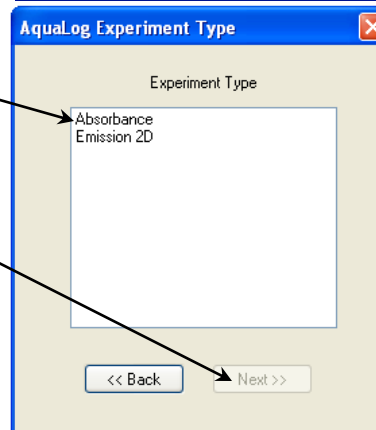 AquaLog Experiment Type
Experiment Type
Absorbance
Emission 2D
<< Back Next >>